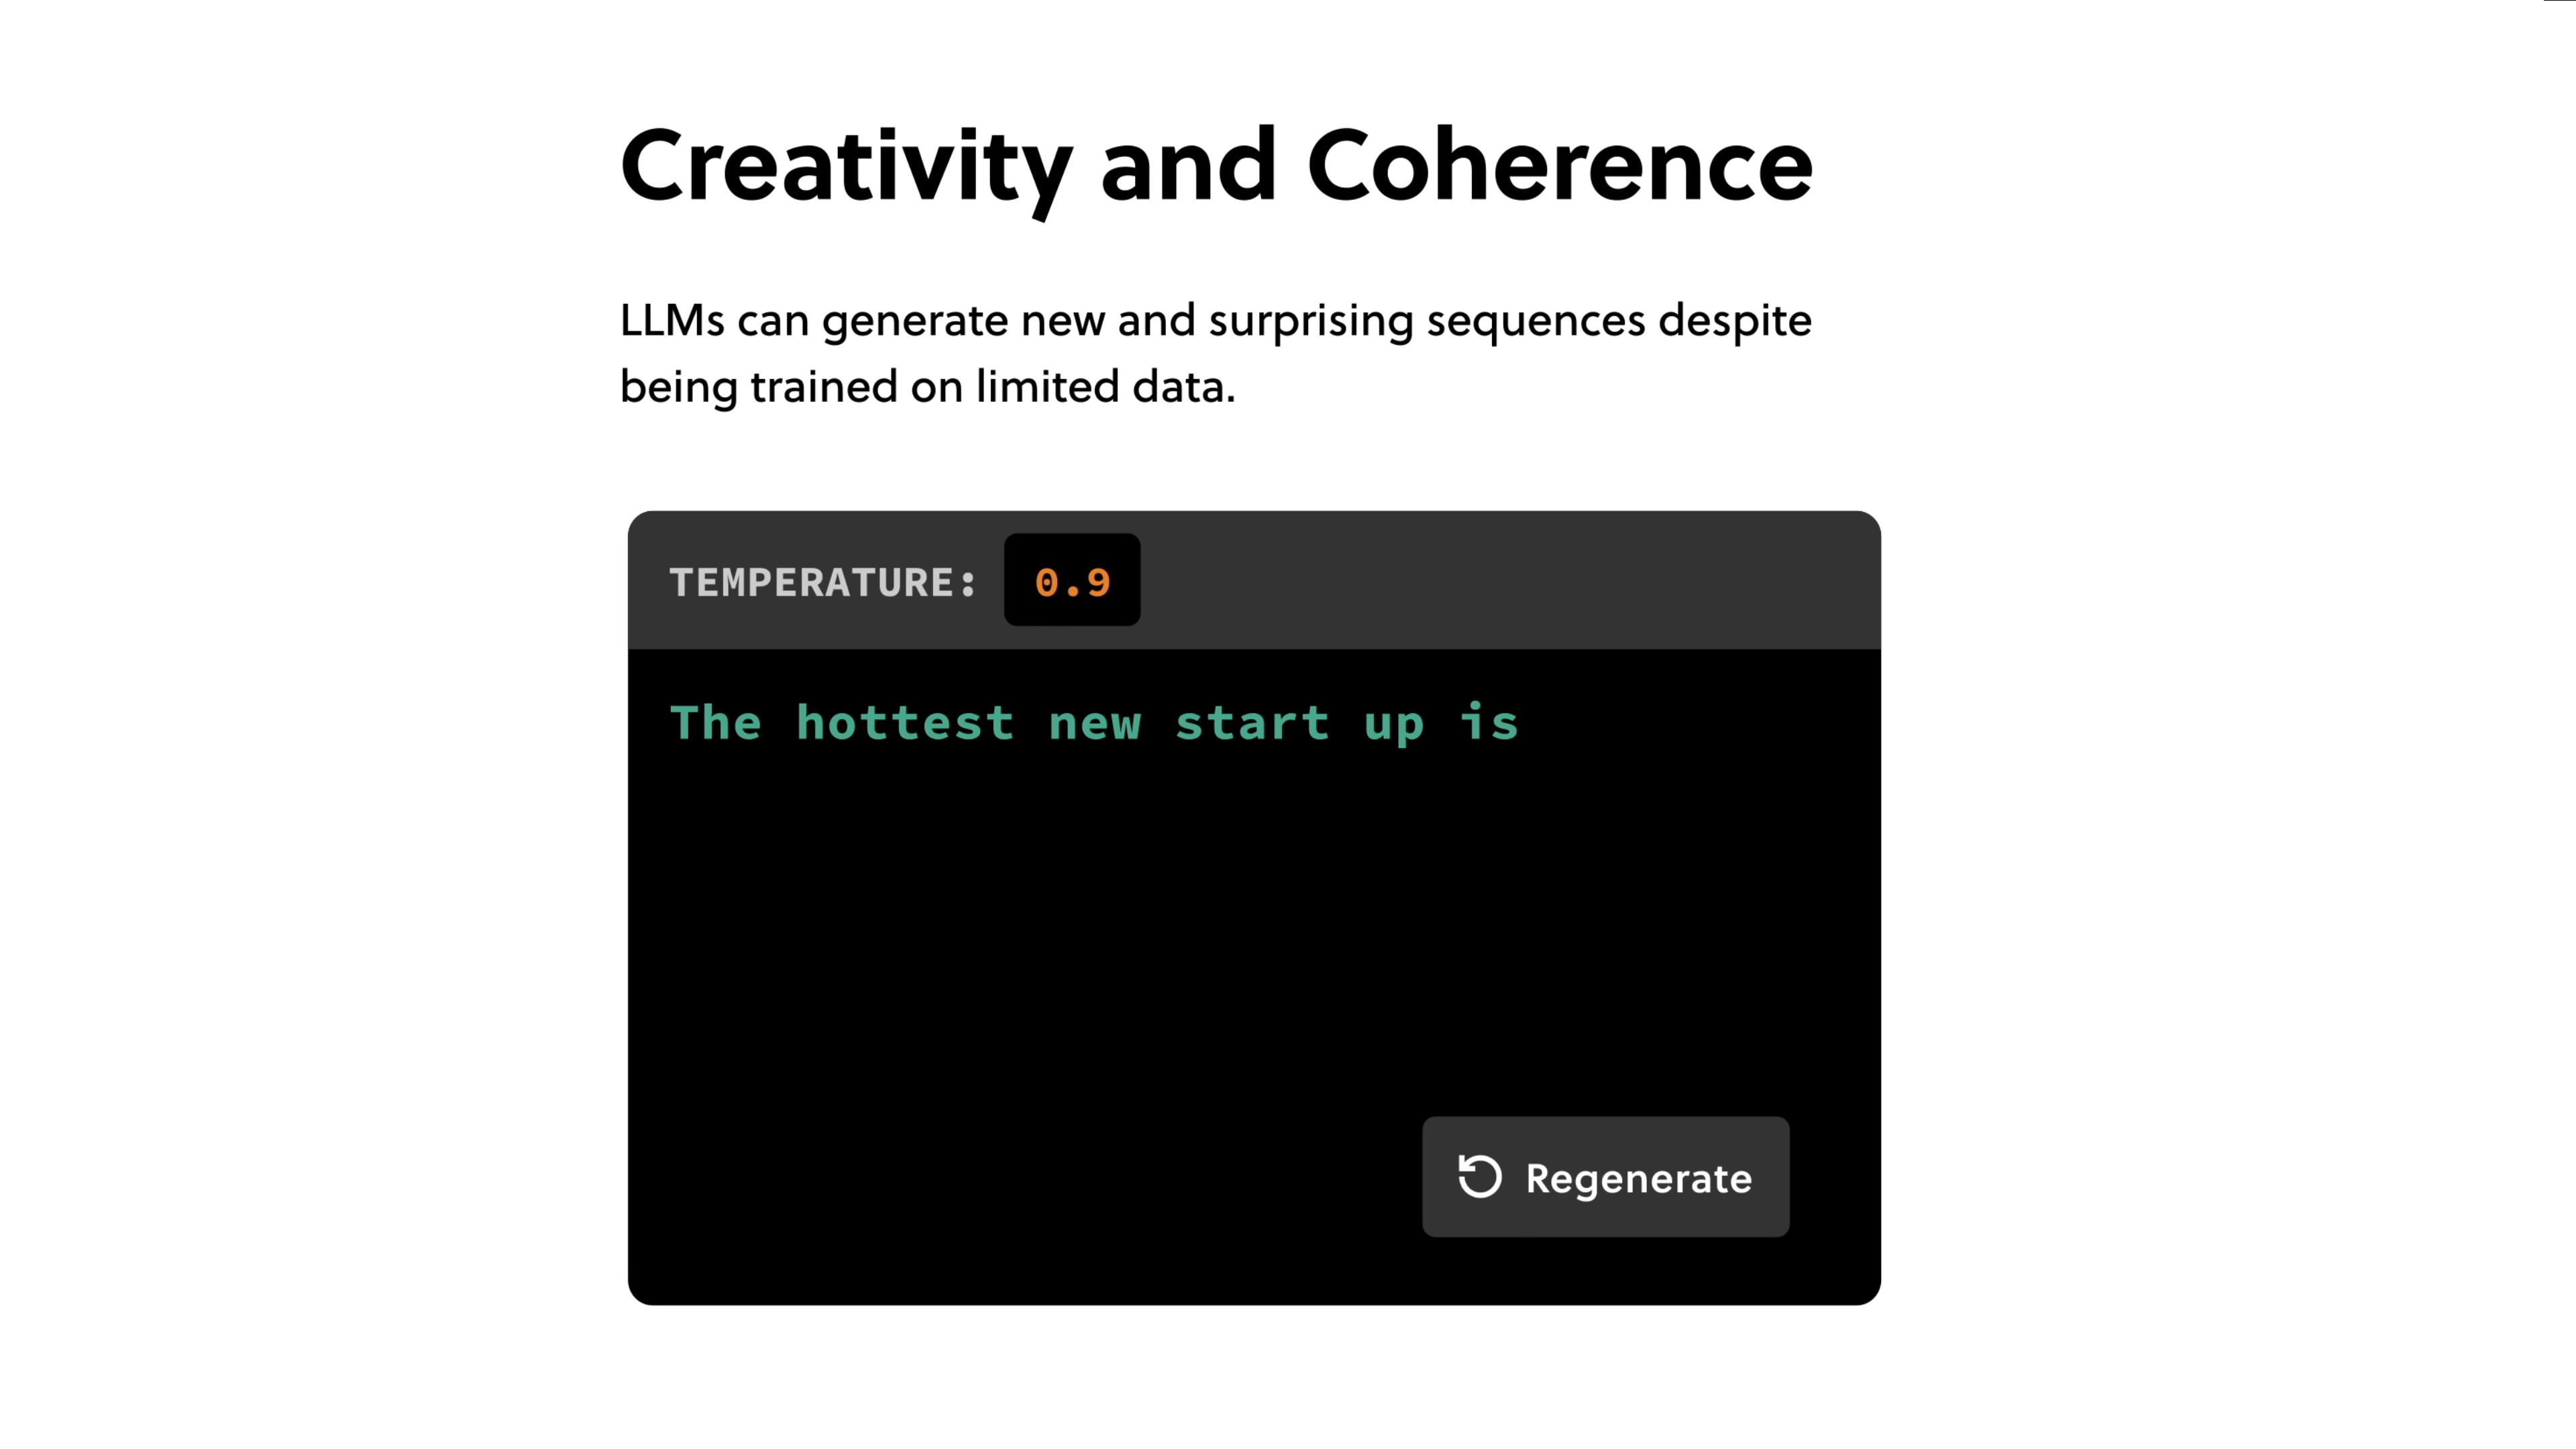 Creativity and Coherence
LLMs can generate new and surprising sequences despite
being trained on limited data.
TEMPERATURE: 0.9
The hottest new start up is
Regenerate